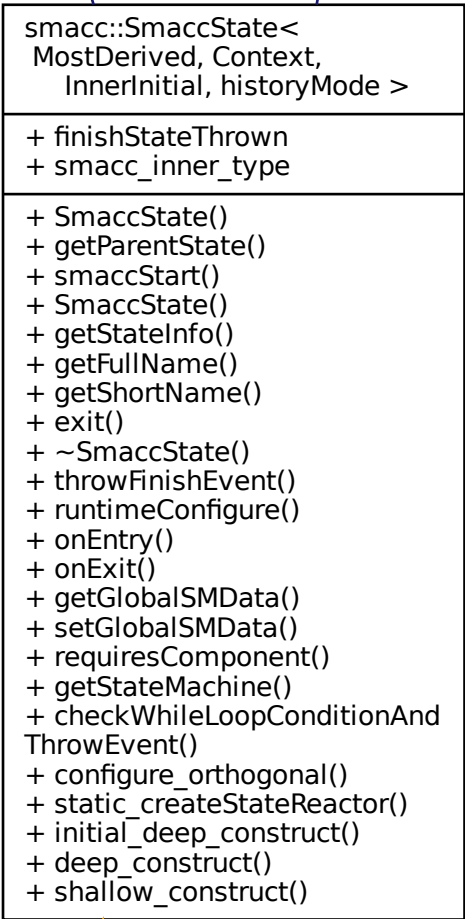 smacc::SmaccState<
MostDerived, Context,
InnerInitial, historyMode >
+ finishStateThrown
+ smacc_inner_type
+ SmaccState()
+ getParentState()
+ smaccStart()
+ SmaccState()
+ getStateInfo()
+ getFullName()
+ getShortName()
+ exit()
+ ~SmaccState()
+ throwFinishEvent()
+ runtimeConfigure()
+ onEntry()
+ onExit()
+ getGlobalSMData()
+ setGlobalSMData()
+ requiresComponent()
+ getStateMachine()
+ checkWhileLoopConditionAnd
ThrowEvent()
+ configure_orthogonal()
+ static_createStateReactor()
+ initial_deep_construct()
+ deep_construct()
+ shallow_construct()